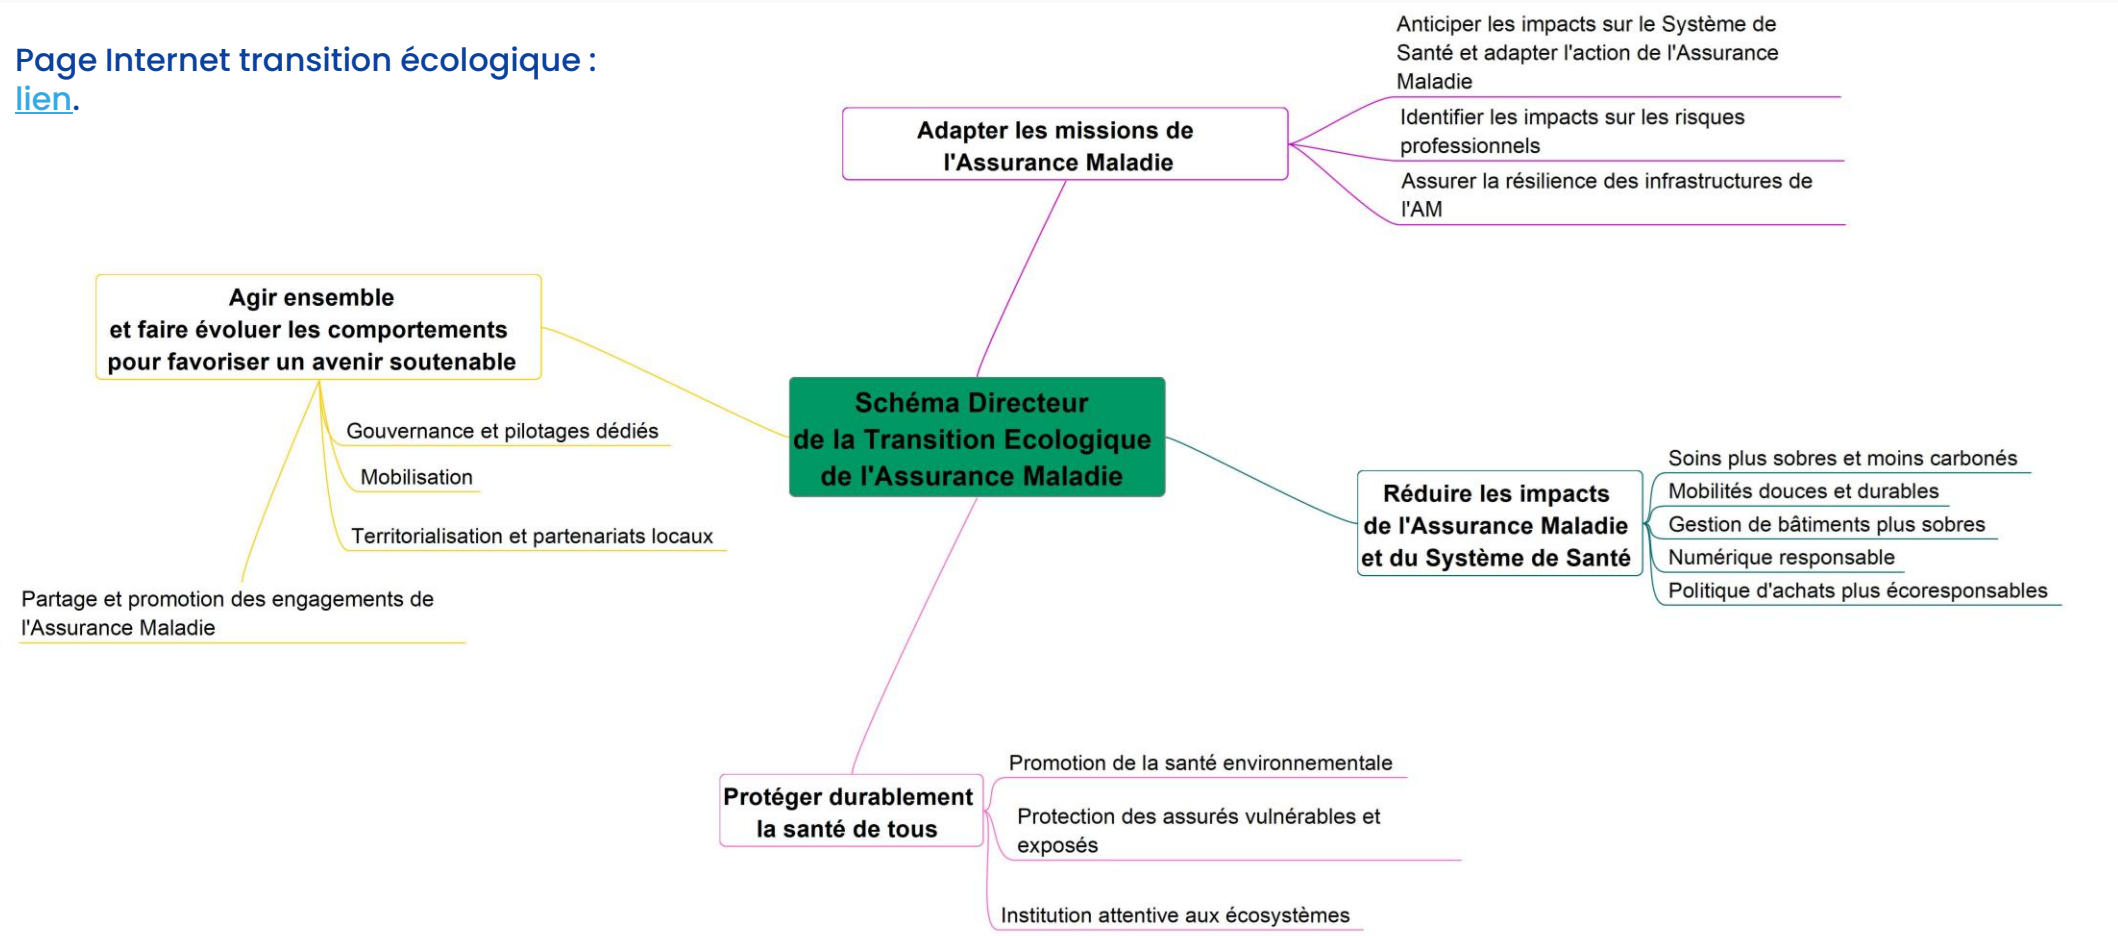 Page Internet transition écologique :
lien.
Adapter les missions de
l'Assurance Maladie
Anticiper les impacts sur le Système de
Santé et adapter l'action de l'Assurance
Maladie
Identifier les impacts sur les risques
professionnels
Assurer la résilience des infrastructures de
l'AM
Agir ensemble
et faire évoluer les comportements
pour favoriser un avenir soutenable
Gouvernance et pilotages dédiés
Mobilisation
Territorialisation et partenariats locaux
Partage et promotion des engagements de
l'Assurance Maladie
Schéma Directeur
de la Transition Ecologique
de l'Assurance Maladie
Réduire les impacts
de l'Assurance Maladie
et du Système de Santé
Soins plus sobres et moins carbonés
Mobilités douces et durables
Gestion de bâtiments plus sobres
Numérique responsable
Politique d'achats plus écoresponsables
Protéger durablement
la santé de tous
Promotion de la santé environnementale
Protection des assurés vulnérables et
exposés
Institution attentive aux écosystèmes